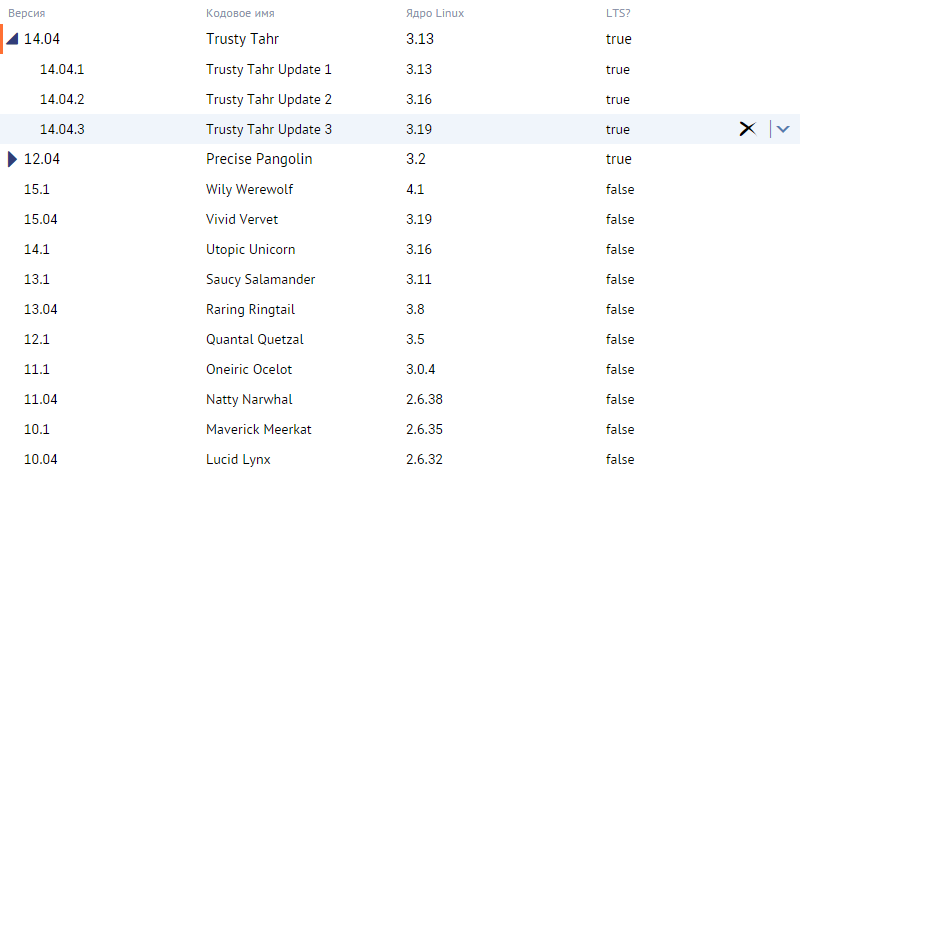 Версия Кодовое имя Ядро Linux LTS?
14.04 Trusty Tahr 3.13 true
14.04.1 Trusty Tahr Update 1 3.13 true
14.04.2 Trusty Tahr Update 2 3.16 true
14.04.3 Trusty Tahr Update 3 3.19 true
12.04 Precise Pangolin 3.2 true
15.1 Wily Werewolf 4.1 false
15.04 Vivid Vervet 3.19 false
14.1 Utopic Unicorn 3.16 false
13.1 Saucy Salamander 3.11 false
13.04 Raring Ringtail 3.8 false
12.1 Quantal Quetzal 3.5 false
11.1 Oneiric Ocelot 3.0.4 false
11.04 Natty Narwhal 2.6.38 false
10.1 Maverick Meerkat 2.6.35 false
10.04 Lucid Lynx 2.6.32 false